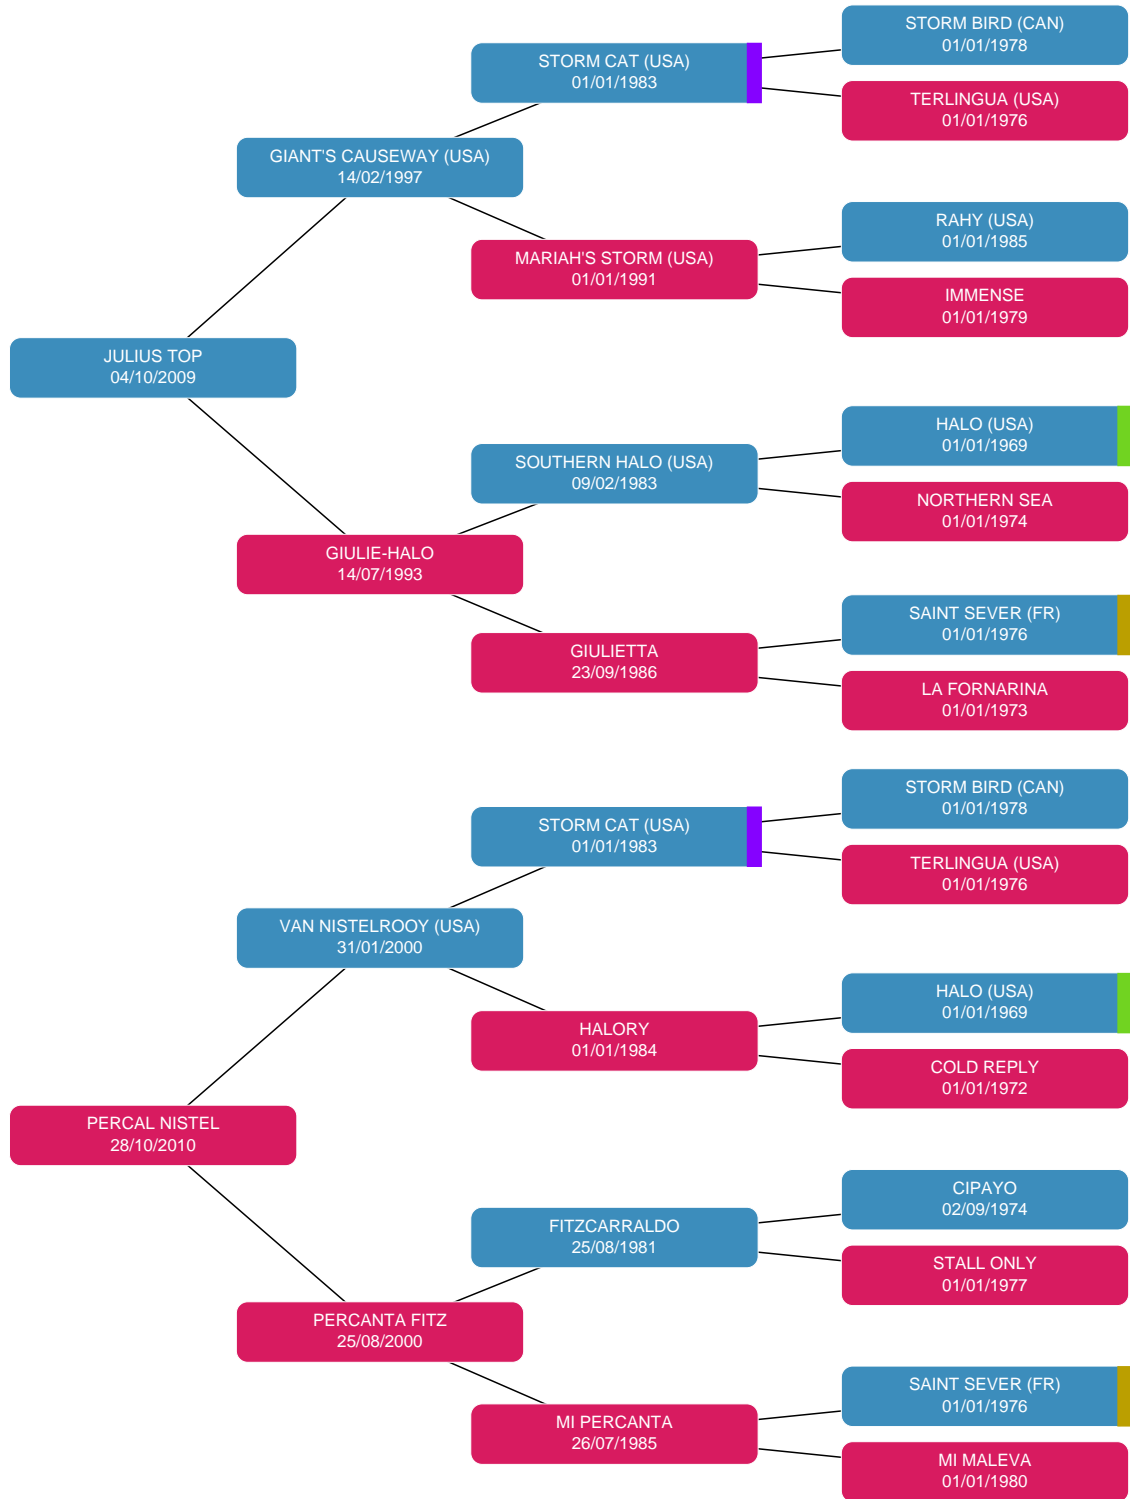 STORM BIRD (CAN)
01/01/1978
STORM CAT (USA)
01/01/1983
TERLINGUA (USA)
01/01/1976
GIANT'S CAUSEWAY (USA)
14/02/1997
RAHY (USA)
01/01/1985
MARIAH'S STORM (USA)
01/01/1991
IMMENSE
01/01/1979
JULIUS TOP
04/10/2009
HALO (USA)
01/01/1969
SOUTHERN HALO (USA)
09/02/1983
NORTHERN SEA
01/01/1974
GIULIE-HALO
14/07/1993
SAINT SEVER (FR)
01/01/1976
GIULIETTA
23/09/1986
LA FORNARINA
01/01/1973
STORM BIRD (CAN)
01/01/1978
STORM CAT (USA)
01/01/1983
TERLINGUA (USA)
01/01/1976
VAN NISTELROOY (USA)
31/01/2000
HALO (USA)
01/01/1969
HALORY
01/01/1984
COLD REPLY
01/01/1972
PERCAL NISTEL
28/10/2010
CIPAYO
02/09/1974
FITZCARRALDO
25/08/1981
STALL ONLY
01/01/1977
PERCANTA FITZ
25/08/2000
SAINT SEVER (FR)
01/01/1976
MI PERCANTA
26/07/1985
MI MALEVA
01/01/1980